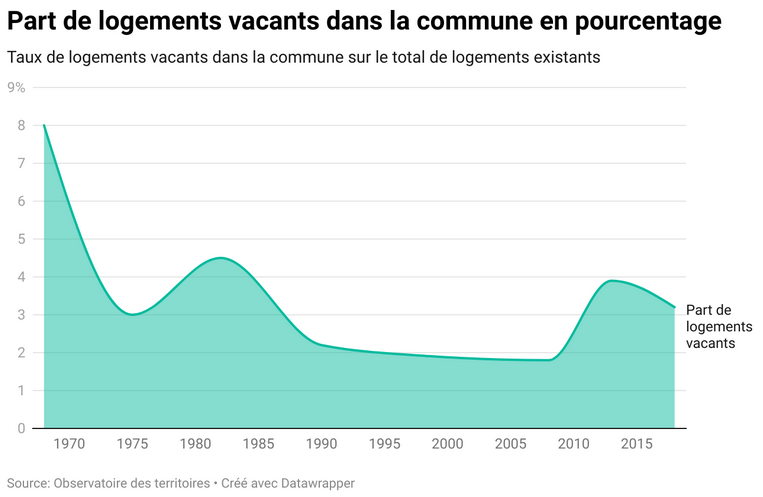 Part de logements vacants dans la commune en pourcentage
Taux de logements vacants dans la commune sur le total de logements existants
9%
8
7
6
5
4
3
2
1
0
Part de
logements
vacants
1970 1975 1980 1985 1990 1995 2000 2005 2010 2015
Source: Observatoire des territoires • Créé avec Datawrapper